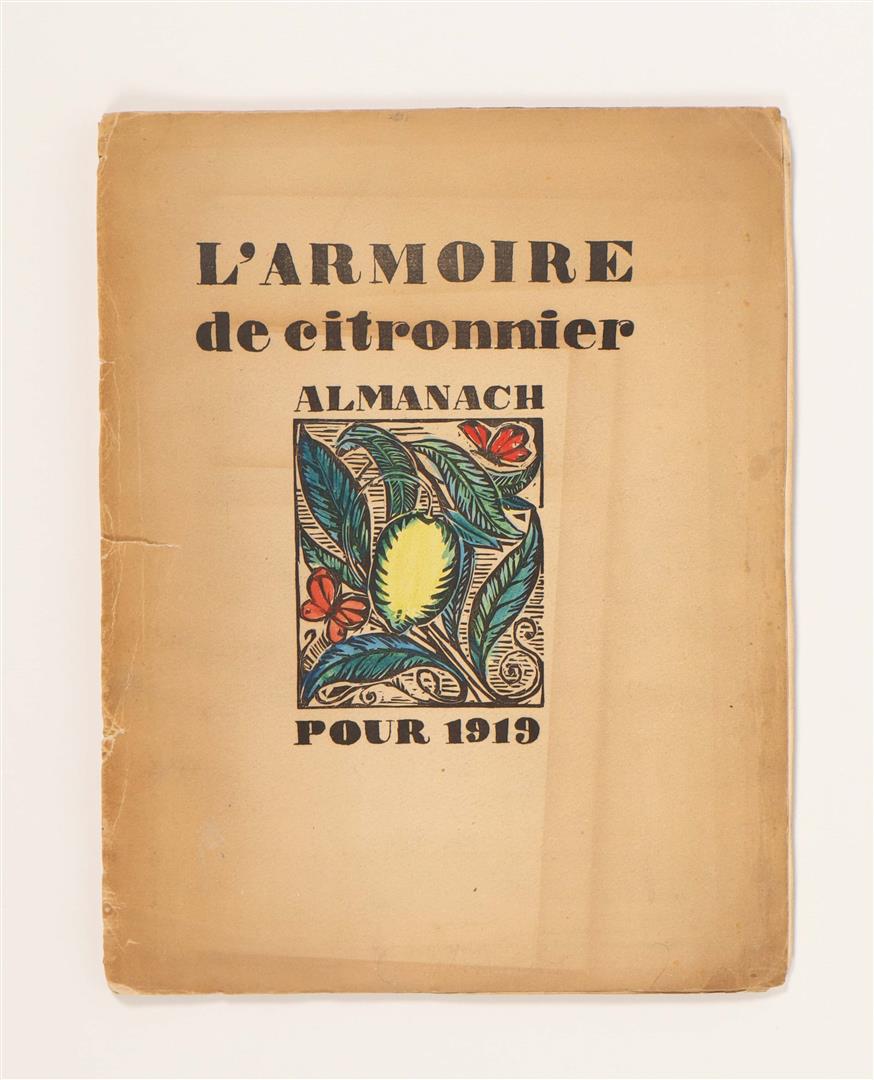 L'ARMOIRE
de citronnier
ALMANACH
POUR 1919